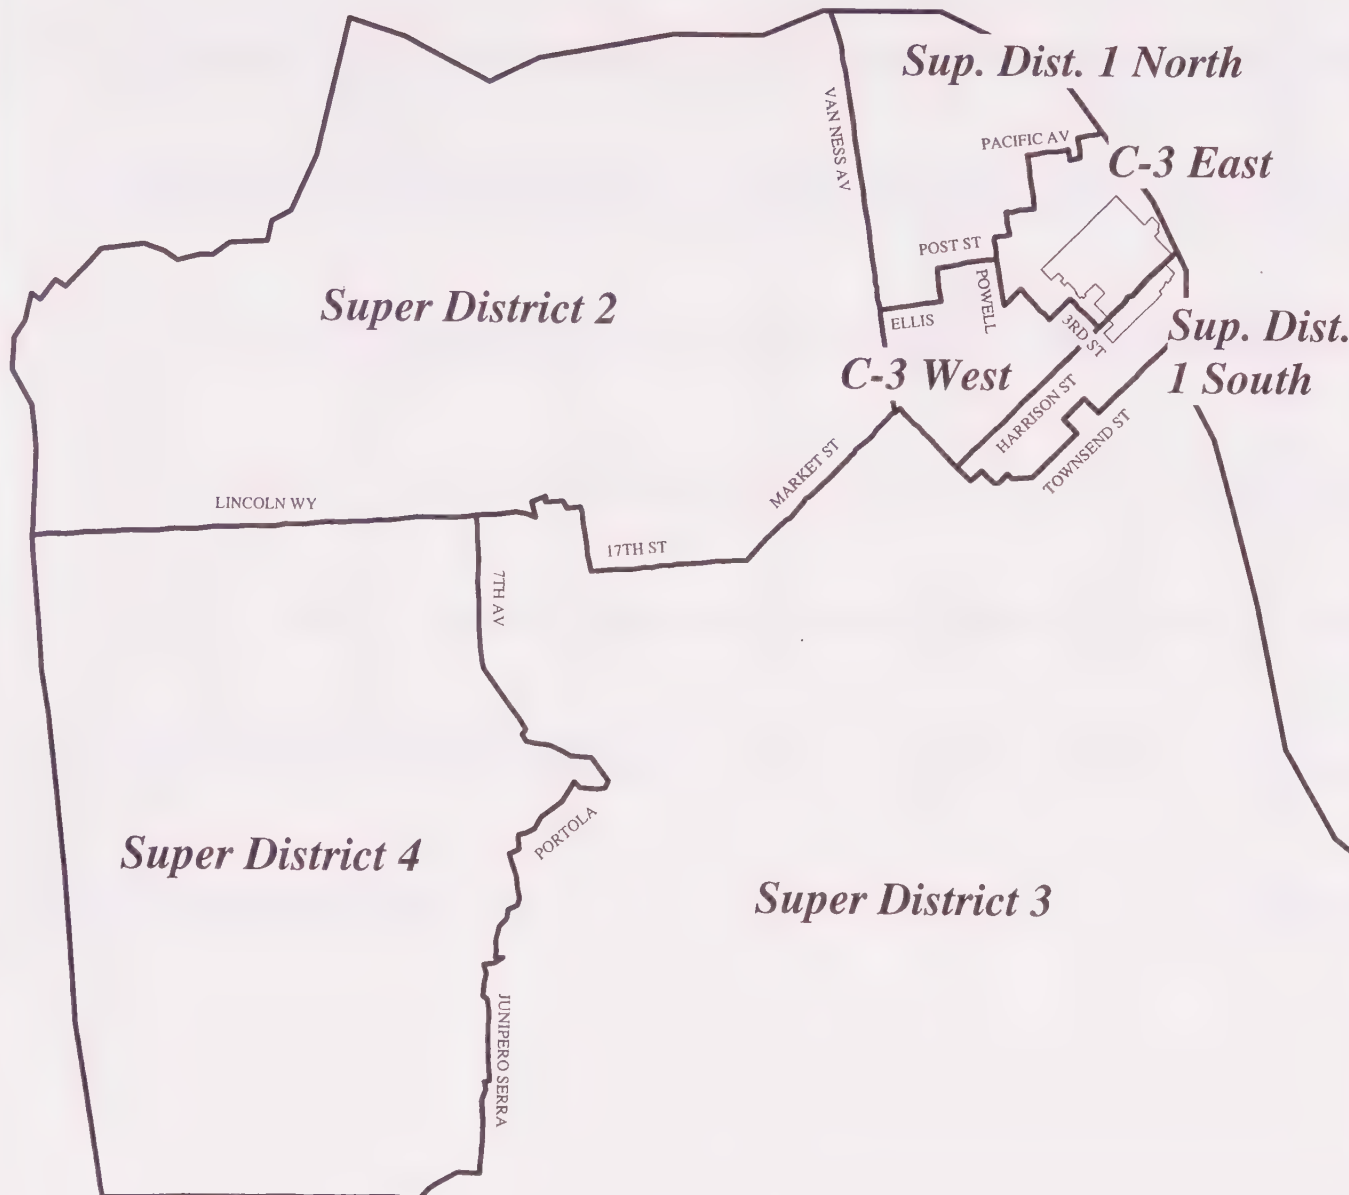 Sup. Dist. 1 North
VAN NESS AV
PACIFIC AV
C-3 East
POST ST
POWELL
ELLIS
Super District 2
3RD ST
Sup. Dist.
1 South
C-3 West
HARRISON ST
TOWNSEND ST
MARKET ST
LINCOLN WY
17TH ST
7TH AV
PORTOLA
Super District 4
Super District 3
JUNIPERO SERRA